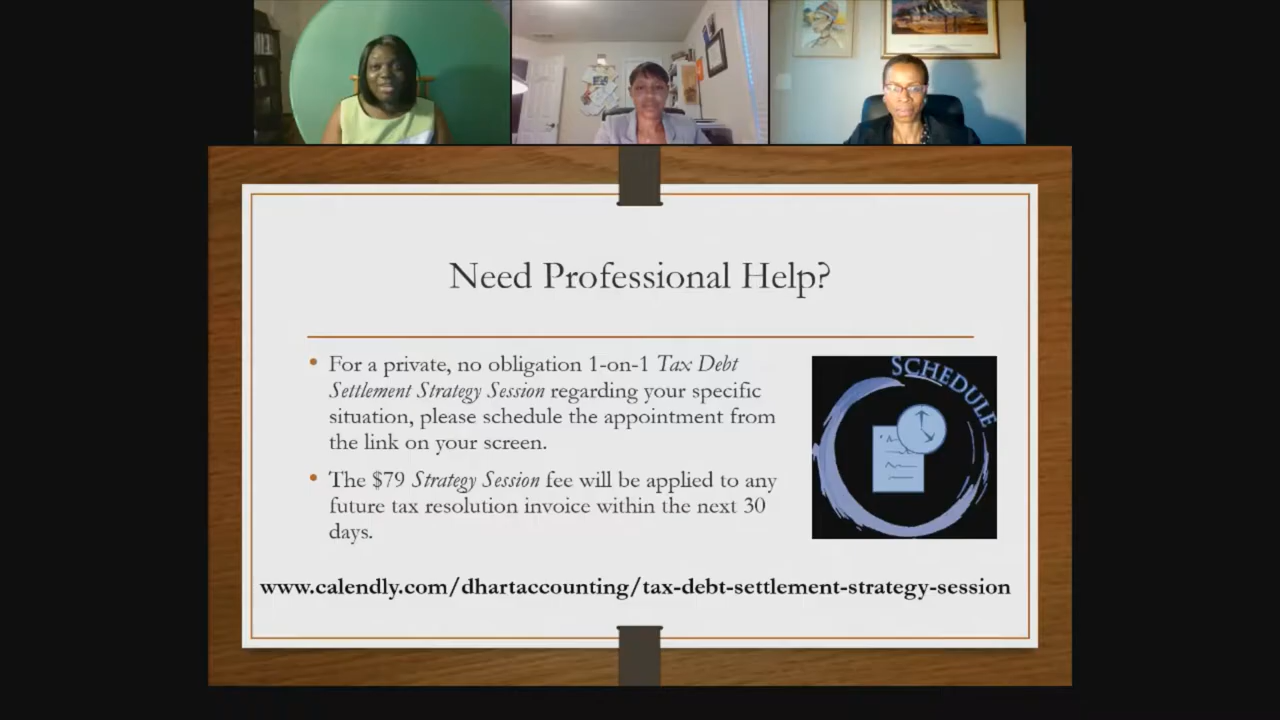 Need Professional Help?
• For a private, no obligation 1-on-1 Tax Debt
Settlement Strategy Session regarding your specific
situation, please schedule the appointment from
the link on your screen.
• The $79 Strategy Session fee will be applied to any
future tax resolution invoice within the next 30
days.
SCHEDULE
www.calendly.com/dhartaccounting/tax-debt-settlement-strategy-session